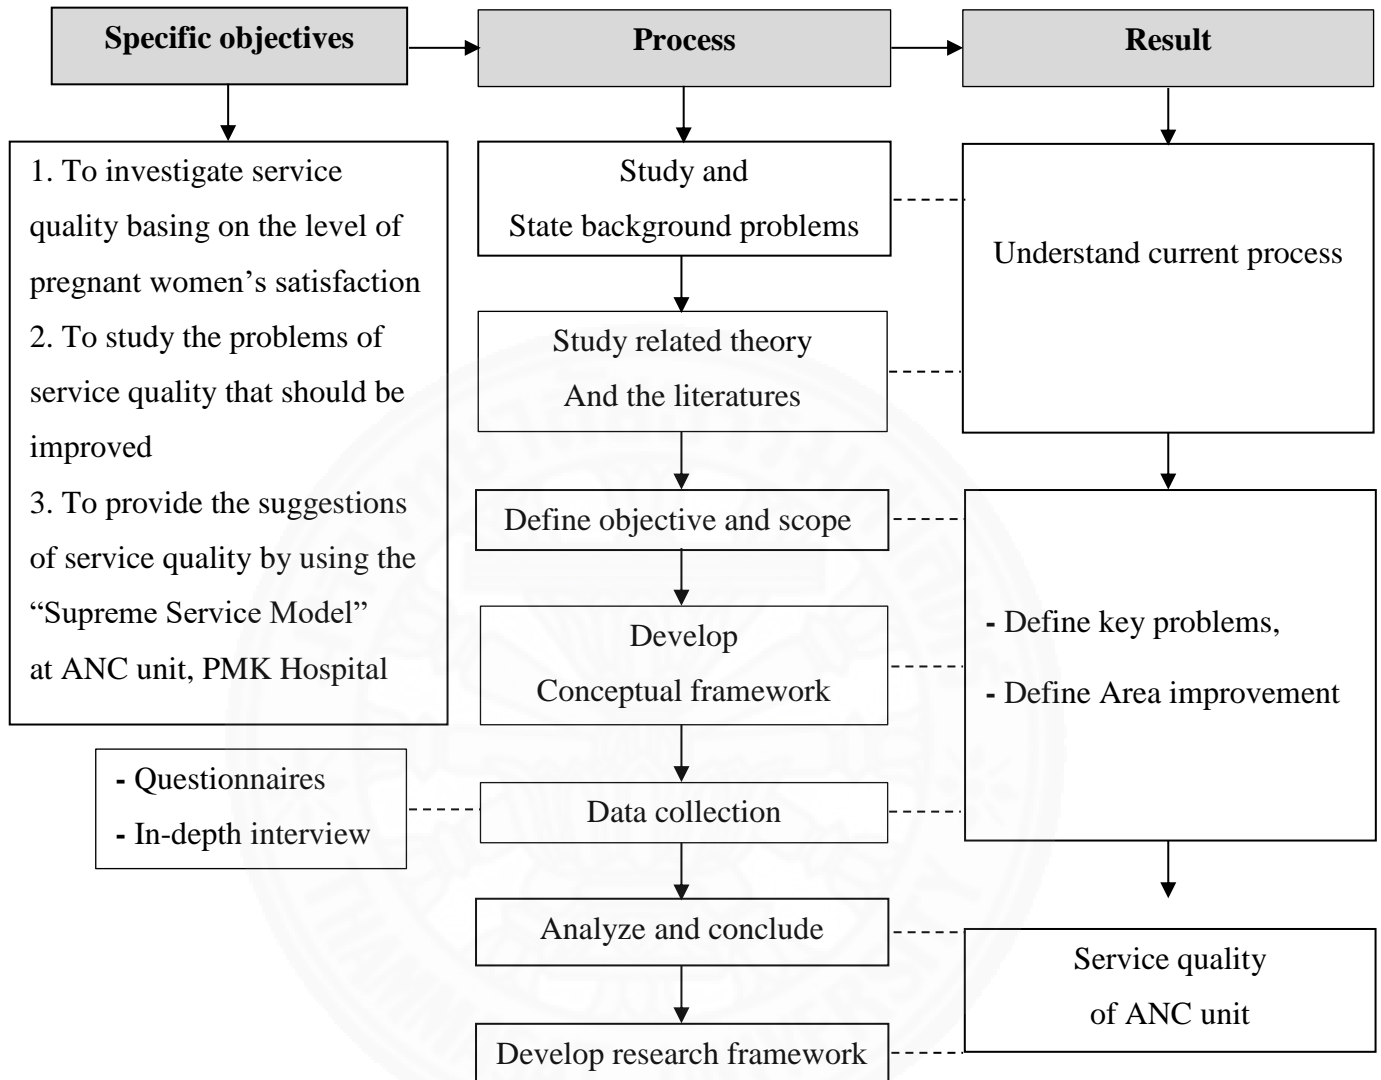 Specific objectives
Process
Result
1. To investigate service
quality basing on the level of
pregnant women’s satisfaction
2. To study the problems of
service quality that should be
improved
3. To provide the suggestions
of service quality by using the
“Supreme Service Model”
at ANC unit, PMK Hospital
- Questionnaires
- In-depth interview
Study and
State background problems
Study related theory
And the literatures
Define objective and scope
Develop
Conceptual framework
Data collection
Analyze and conclude
Develop research framework
Understand current process
- Define key problems,
- Define Area improvement
Service quality
of ANC unit